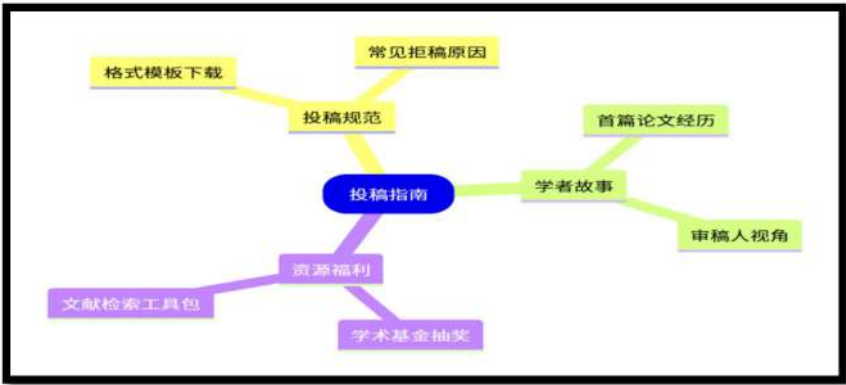 常见拒稿原因
格式模板下载
投稿规范
首篇论文经历
投稿指南
学者故事
审稿人视角
资源福利
文献检索工具包
学术基金抽奖